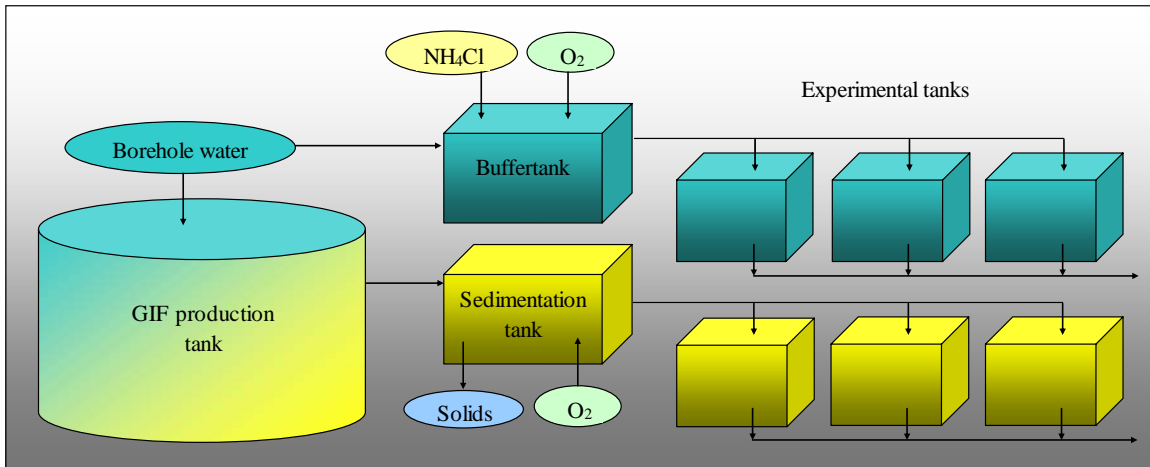 NH₄Cl
O₂
Experimental tanks
Borehole water
Buffertank
GIF production
tank
Sedimentation
tank
Solids
O₂